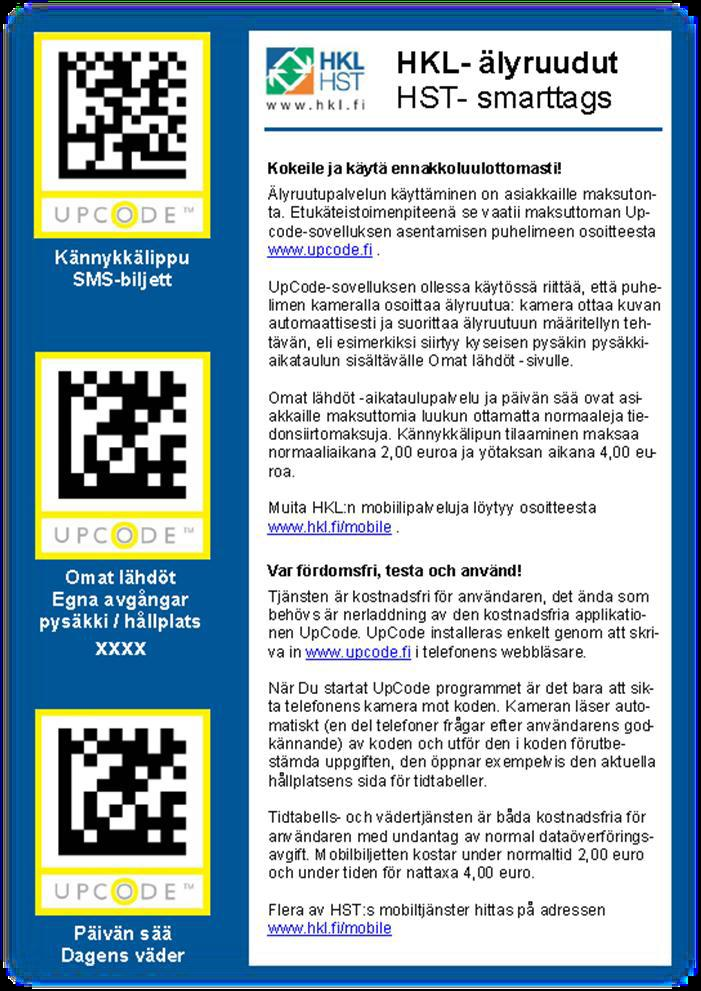 UPCODE™
Kännykkälippu
SMS-biljett
UPCODE™
Omat lähdöt
Egna avgångar
pysäkki / hållplats
XXXX
UPCODE™
Päivän sää
Dagens väder
HKL
HST
www.hkl.fi
HKL- älyruudut
HST- smarttags
Kokeile ja käytä ennakkoluulottomasti!
Älyruutupalvelun käyttäminen on asiakkaille maksuton-
ta. Etukäteistoimenpiteenä se vaatii maksuttoman Up-
code-sovelluksen asentamisen puhelimeen osoitteesta
www.upcode.fi .
UpCode-sovelluksen ollessa käytössä riittää, että puhe-
limen kameralla osoittaa älyruutua: kamera ottaa kuvan
automaattisesti ja suorittaa älyruutuun määritellyn teh-
tävän, eli esimerkiksi siirtyy kyseisen pysäkin pysäkki-
aikataulun sisältävälle Omat lähdöt -sivulle.
Omat lähdöt -aikataulupalvelu ja päivän sää ovat asi-
akkaille maksuttomia luukun ottamatta normaaleja tie-
donsiirtomaksuja. Kännykkälipun tilaaminen maksaa
normaaliaikana 2,00 euroa ja yötaksan aikana 4,00 eu-
roa.
Muita HKL:n mobiilipalveluja löytyy osoitteesta
www.hkl.fi/mobile .
Var fördomsfri, testa och använd!
Tjänsten är kostnadsfri för användaren, det ända som
behövs är nerladdning av den kostnadsfria applikatio-
nen UpCode. UpCode installeras enkelt genom att skri-
va in www.upcode.fi i telefonens webbläsare.
När Du startat UpCode programmet är det bara att sik-
ta telefonens kamera mot koden. Kameran läser auto-
matiskt (en del telefoner frågar efter användarens god-
kännande) av koden och utför den i koden förutbe-
stämda uppgiften, den öppnar exempelvis den aktuella
hållplatsens sida för tidtabeller.
Tidtabells- och vädertjänsten är båda kostnadsfria för
användaren med undantag av normal dataöverförings-
avgift. Mobilbiljetten kostar under normaltid 2,00 euro
och under tiden för nattaxa 4,00 euro.
Flera av HST:s mobiltjänster hittas på adressen
www.hkl.fi/mobile